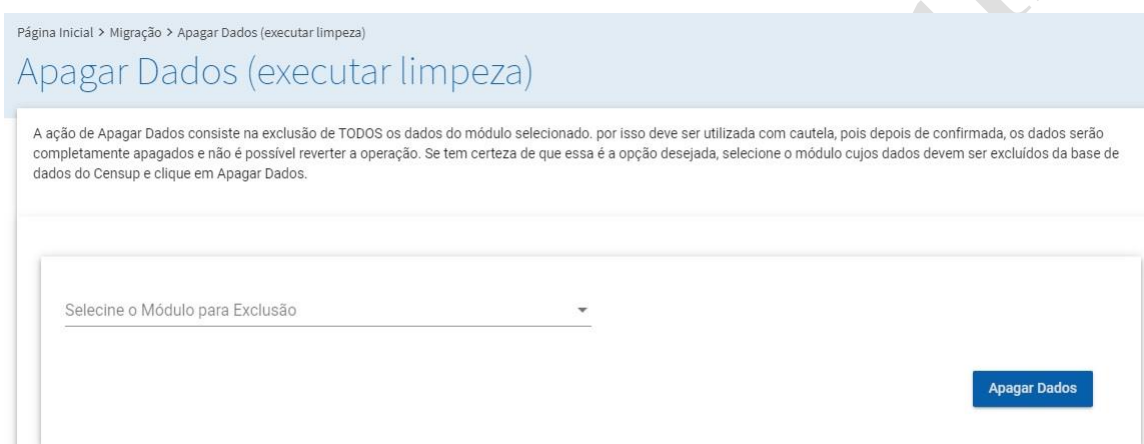 Página Inicial > Migração > Apagar Dados (executar limpeza)
Apagar Dados (executar limpeza)
A ação de Apagar Dados consiste na exclusão de TODOS os dados do módulo selecionado. por isso deve ser utilizada com cautela, pois depois de confirmada, os dados serão
completamente apagados e não é possível reverter a operação. Se tem certeza de que essa é a opção desejada, selecione o módulo cujos dados devem ser excluídos da base de
dados do Censup e clique em Apagar Dados.
Selecine o Módulo para Exclusão
Apagar Dados